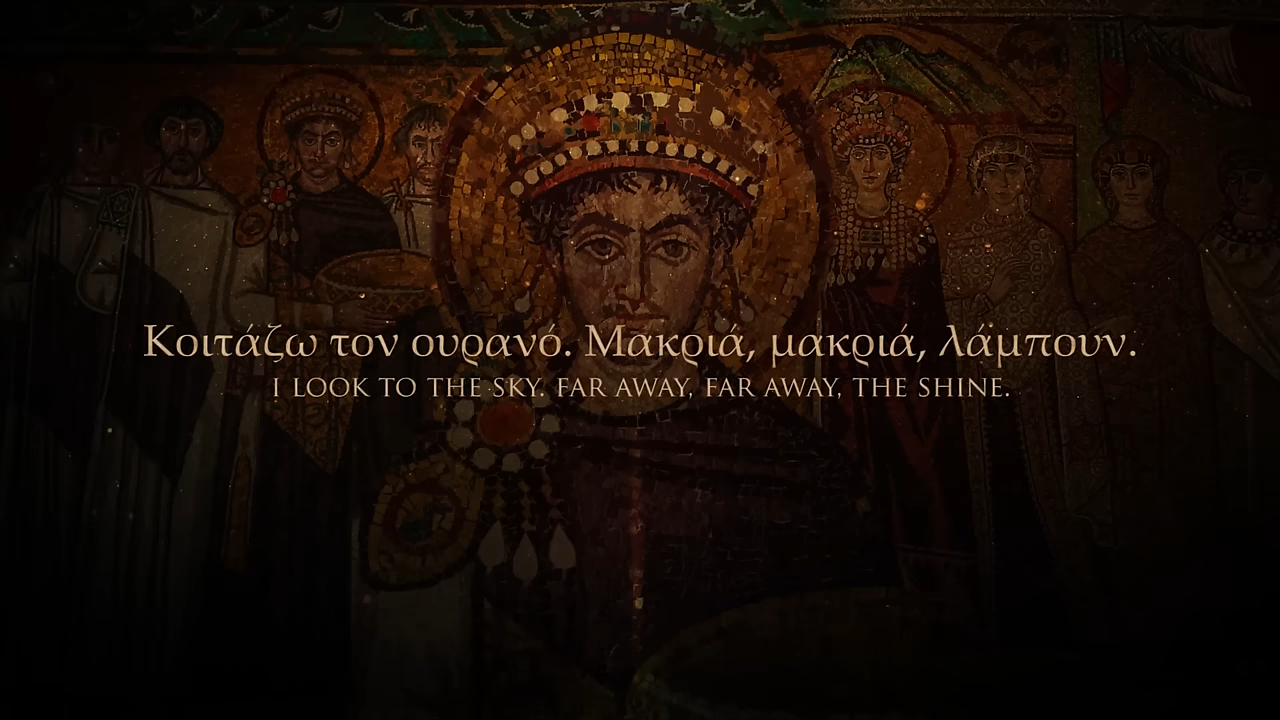 Κοιτάζω τον ουρανό. Μακριά, μακριά, λάμπουν.
I LOOK TO THE SKY. FAR AWAY, FAR AWAY, THE SHINE.